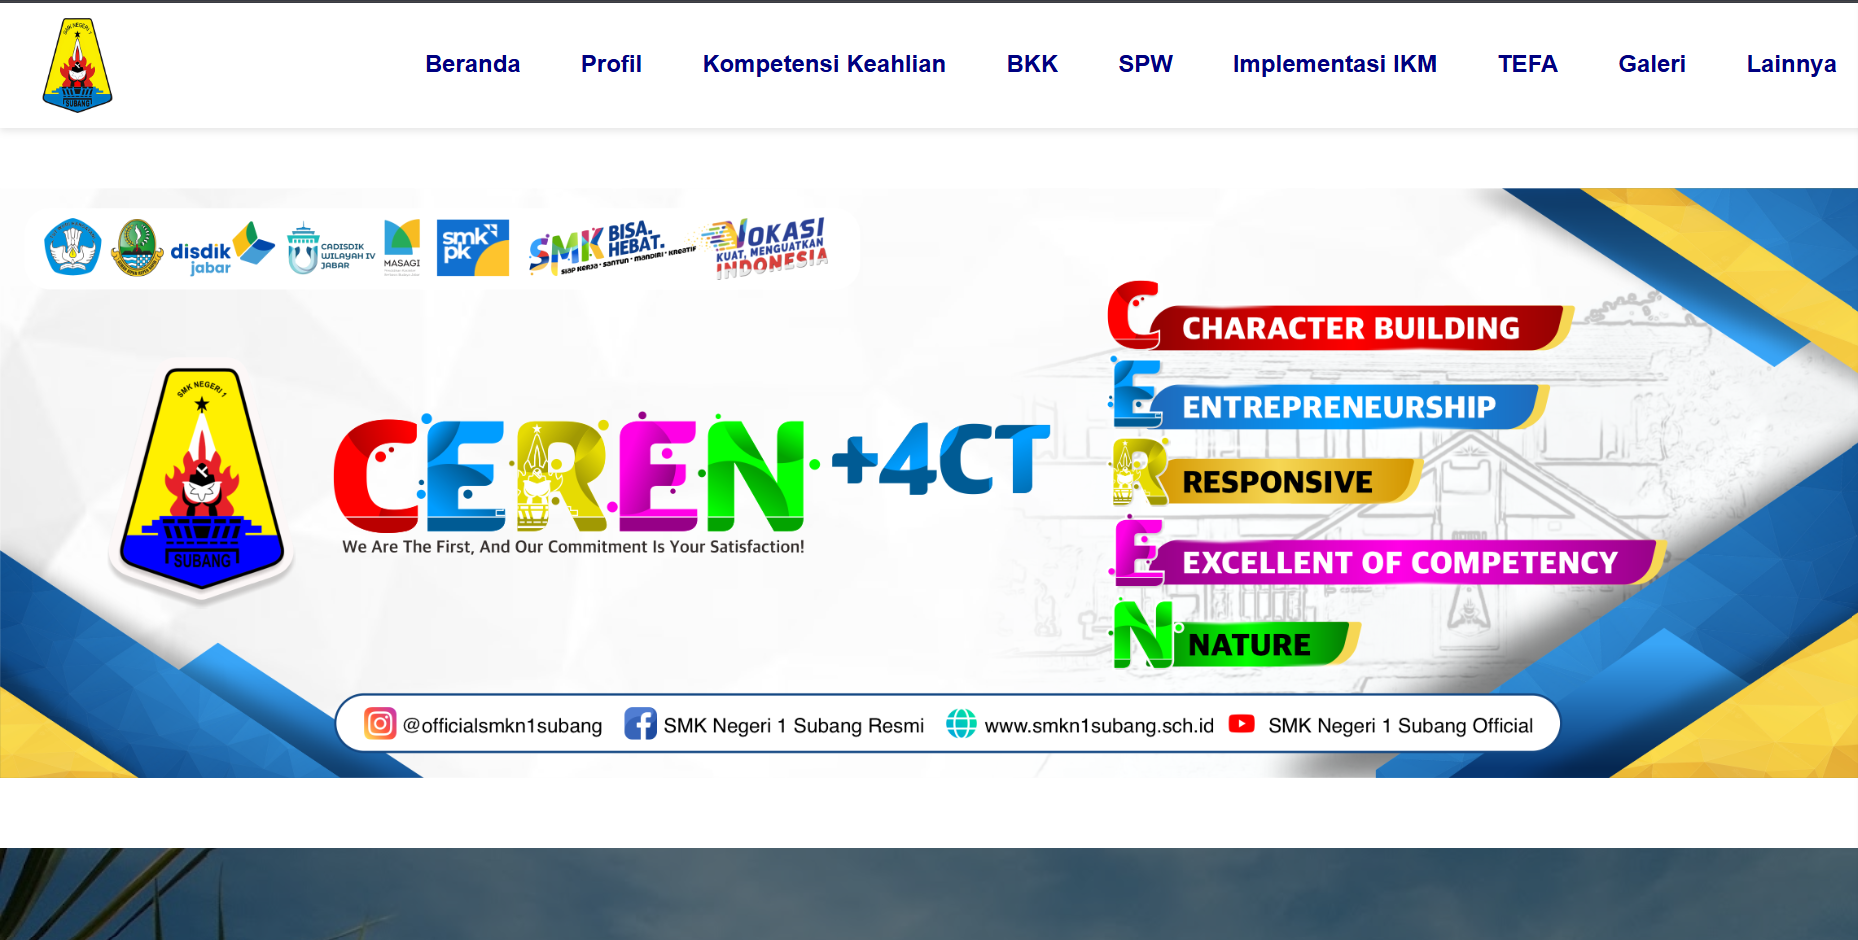 SMK NEGERI 1
SUBANG
Beranda
Profil
Kompetensi Keahlian
BKK
SPW
Implementasi IKM
TEFA
Galeri
Lainnya
disdik
jabar
CADISDIK
WILAYAH IV
JABAR
MASAGI
smk
pk
SMK BISA.
HEBAT.
SIAP KERJA • SANTUN • MANDIRI • KREATIF
VOKASI
KUAT, MENGUATKAN
INDONESIA
SMK NEGERI 1
SUBANG
CEREN +4CT
We Are The First, And Our Commitment Is Your Satisfaction!
C CHARACTER BUILDING
E ENTREPRENEURSHIP
R RESPONSIVE
E EXCELLENT OF COMPETENCY
N NATURE
@officialsmkn1subang
SMK Negeri 1 Subang Resmi
www.smkn1subang.sch.id
SMK Negeri 1 Subang Official